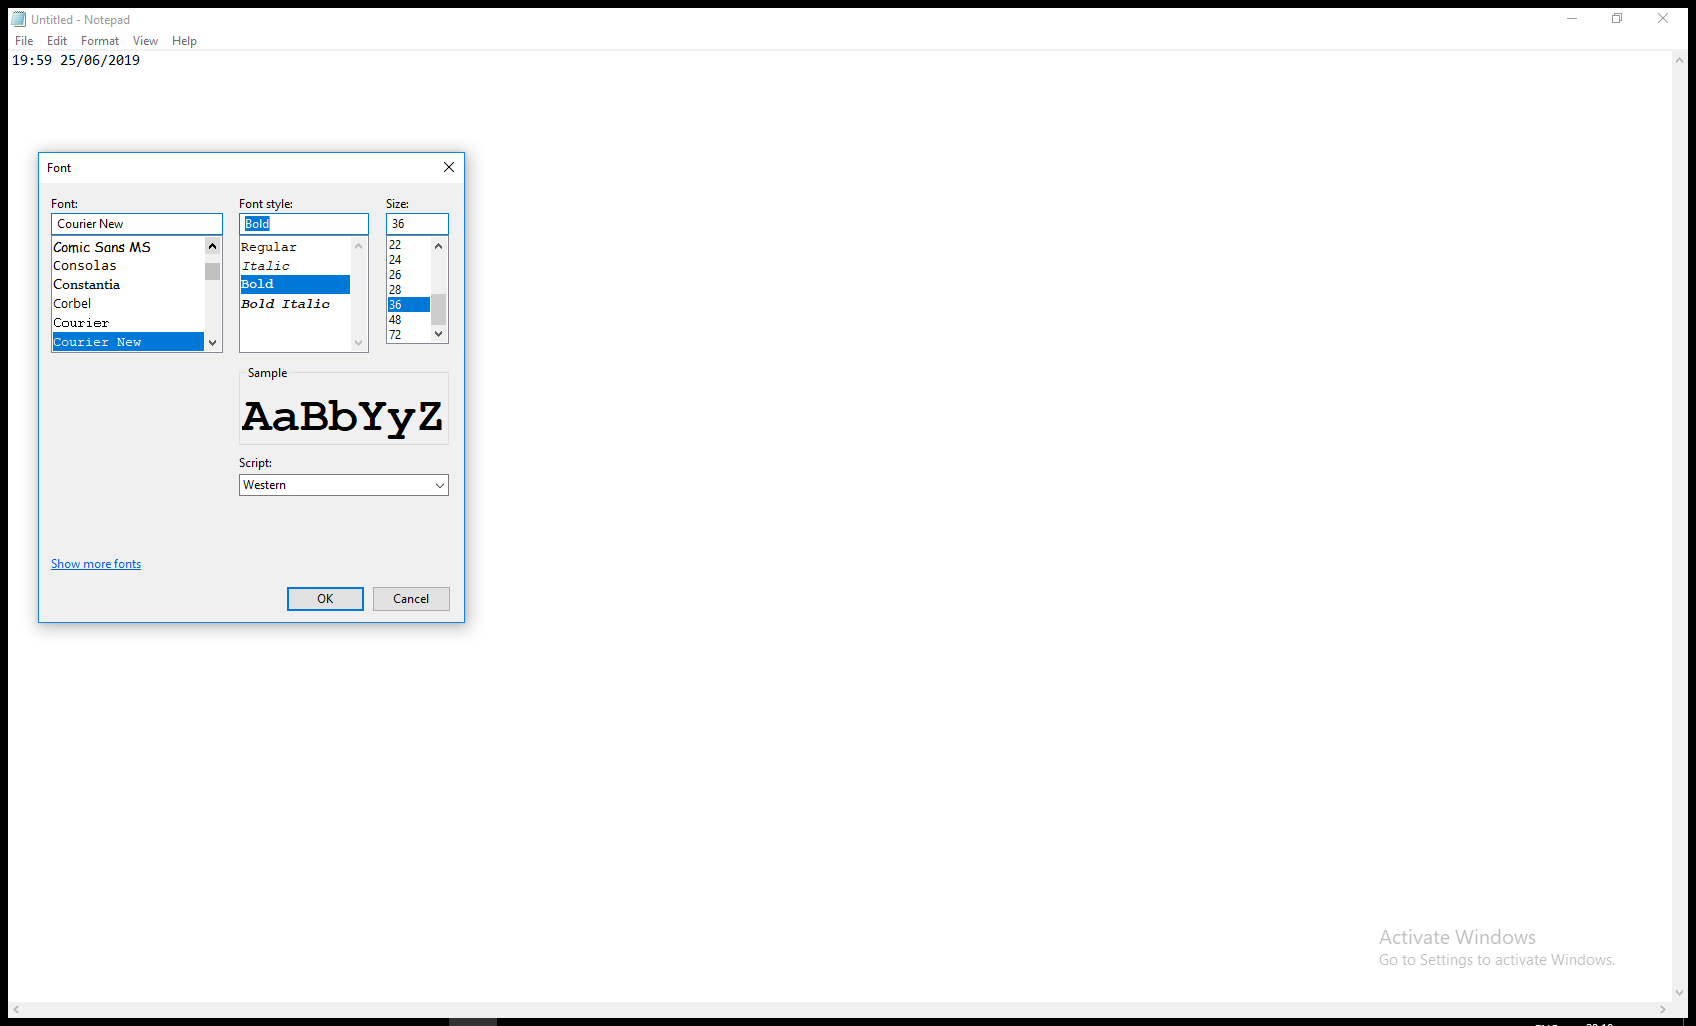 Untitled - Notepad
File Edit Format View Help
19:59 25/06/2019
Font
Font: Font style: Size:
Courier New Bold 36
Comic Sans MS
Consolas
Constantia
Corbel
Courier
Courier New
Regular
Italic
Bold
Bold Italic
22
24
26
28
36
48
72
Sample
AaBbYyZ
Script:
Western
Show more fonts
OK Cancel
Activate Windows
Go to Settings to activate Windows.